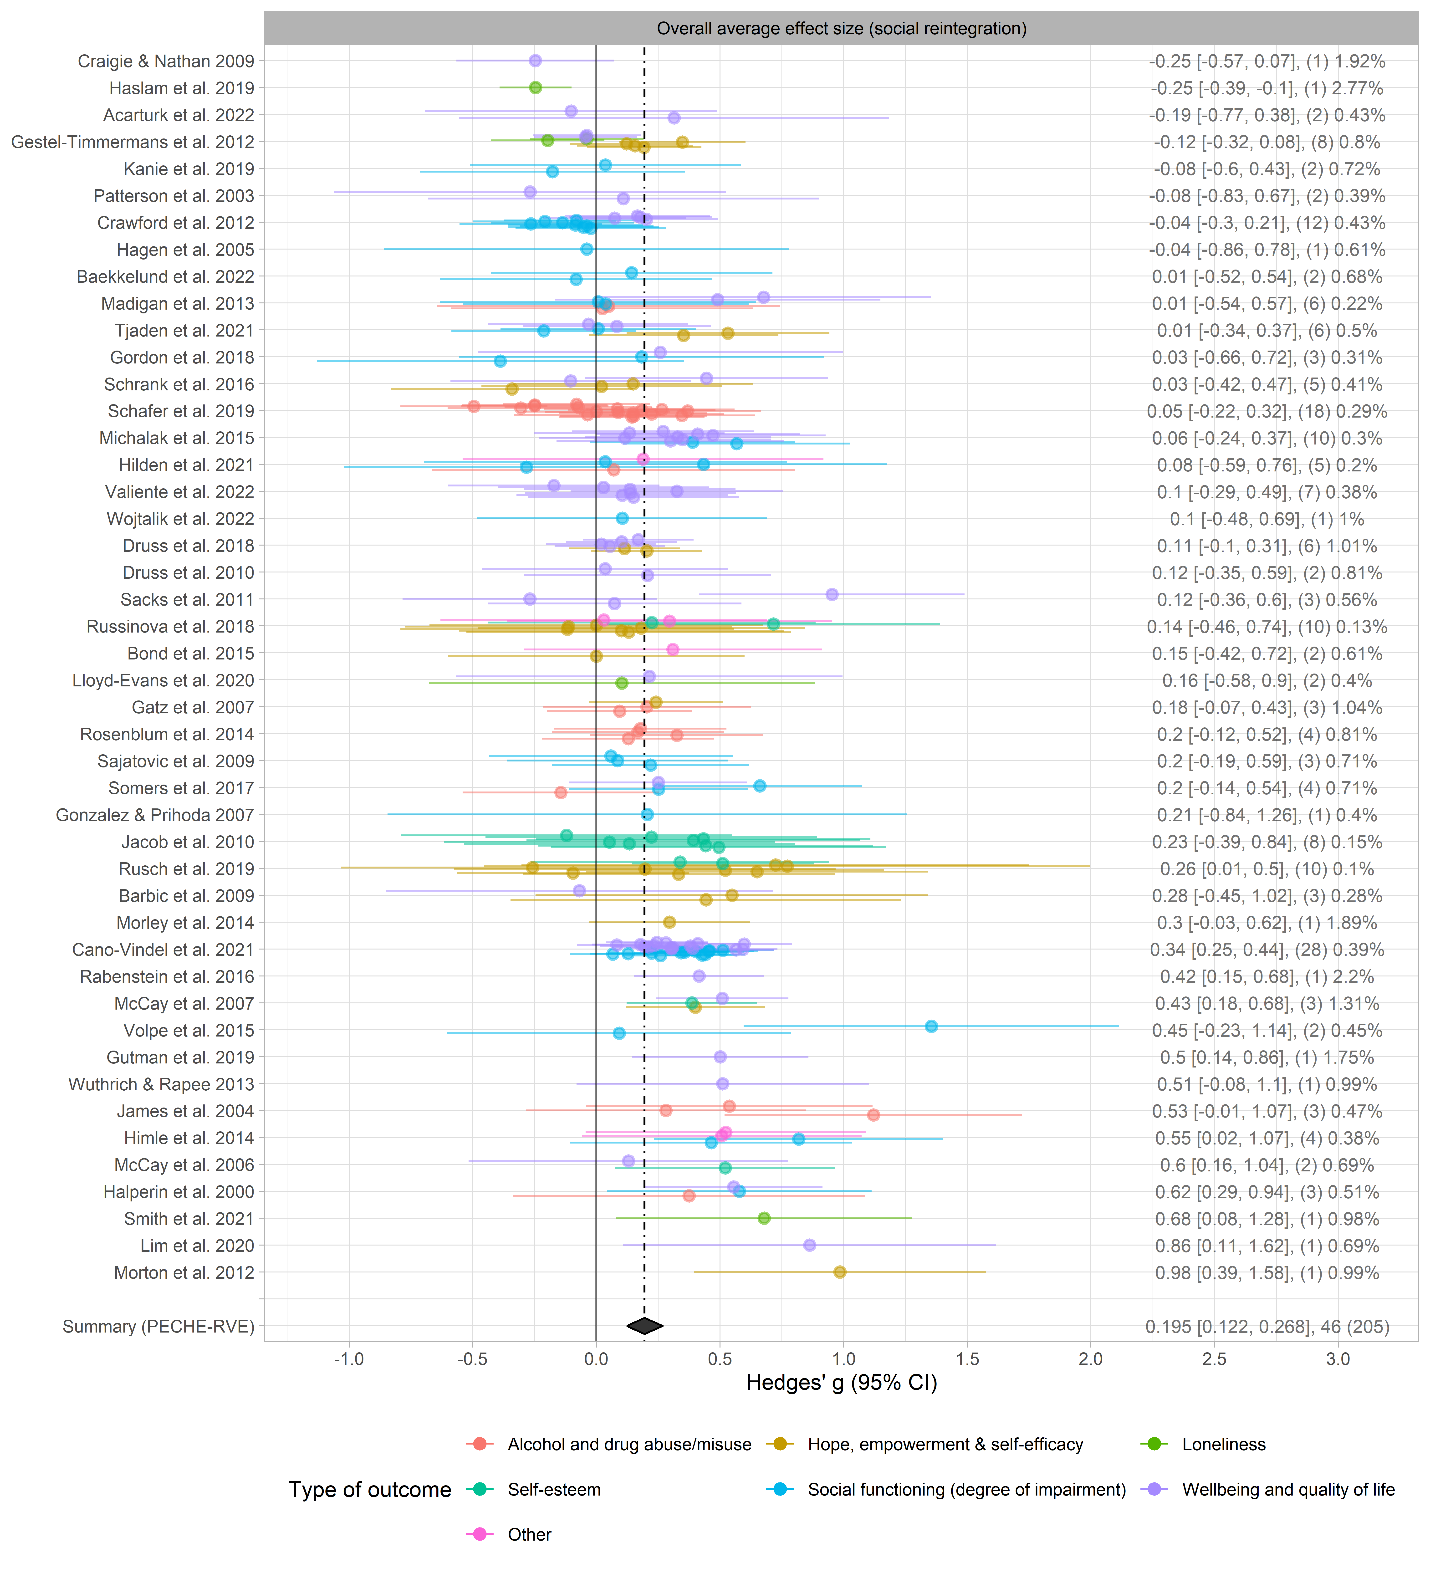 Overall average effect size (social reintegration)
Craigie & Nathan 2009 -0.25 [-0.57, 0.07], (1) 1.92%
Haslam et al. 2019 -0.25 [-0.39, -0.1], (1) 2.77%
Acarturk et al. 2022 -0.19 [-0.77, 0.38], (2) 0.43%
Gestel-Timmermans et al. 2012 -0.12 [-0.32, 0.08], (8) 0.8%
Kanie et al. 2019 -0.08 [-0.6, 0.43], (2) 0.72%
Patterson et al. 2003 -0.08 [-0.83, 0.67], (2) 0.39%
Crawford et al. 2012 -0.04 [-0.3, 0.21], (12) 0.43%
Hagen et al. 2005 -0.04 [-0.86, 0.78], (1) 0.61%
Baekkelund et al. 2022 0.01 [-0.52, 0.54], (2) 0.68%
Madigan et al. 2013 0.01 [-0.54, 0.57], (6) 0.22%
Tjaden et al. 2021 0.01 [-0.34, 0.37], (6) 0.5%
Gordon et al. 2018 0.03 [-0.66, 0.72], (3) 0.31%
Schrank et al. 2016 0.03 [-0.42, 0.47], (5) 0.41%
Schafer et al. 2019 0.05 [-0.22, 0.32], (18) 0.29%
Michalak et al. 2015 0.06 [-0.24, 0.37], (10) 0.3%
Hilden et al. 2021 0.08 [-0.59, 0.76], (5) 0.2%
Valiente et al. 2022 0.1 [-0.29, 0.49], (7) 0.38%
Wojtalik et al. 2022 0.1 [-0.48, 0.69], (1) 1%
Druss et al. 2018 0.11 [-0.1, 0.31], (6) 1.01%
Druss et al. 2010 0.12 [-0.35, 0.59], (2) 0.81%
Sacks et al. 2011 0.12 [-0.36, 0.6], (3) 0.56%
Russinova et al. 2018 0.14 [-0.46, 0.74], (10) 0.13%
Bond et al. 2015 0.15 [-0.42, 0.72], (2) 0.61%
Lloyd-Evans et al. 2020 0.16 [-0.58, 0.9], (2) 0.4%
Gatz et al. 2007 0.18 [-0.07, 0.43], (3) 1.04%
Rosenblum et al. 2014 0.2 [-0.12, 0.52], (4) 0.81%
Sajatovic et al. 2009 0.2 [-0.19, 0.59], (3) 0.71%
Somers et al. 2017 0.2 [-0.14, 0.54], (4) 0.71%
Gonzalez & Prihoda 2007 0.21 [-0.84, 1.26], (1) 0.4%
Jacob et al. 2010 0.23 [-0.39, 0.84], (8) 0.15%
Rusch et al. 2019 0.26 [0.01, 0.5], (10) 0.1%
Barbic et al. 2009 0.28 [-0.45, 1.02], (3) 0.28%
Morley et al. 2014 0.3 [-0.03, 0.62], (1) 1.89%
Cano-Vindel et al. 2021 0.34 [0.25, 0.44], (28) 0.39%
Rabenstein et al. 2016 0.42 [0.15, 0.68], (1) 2.2%
McCay et al. 2007 0.43 [0.18, 0.68], (3) 1.31%
Volpe et al. 2015 0.45 [-0.23, 1.14], (2) 0.45%
Gutman et al. 2019 0.5 [0.14, 0.86], (1) 1.75%
Wuthrich & Rapee 2013 0.51 [-0.08, 1.1], (1) 0.99%
James et al. 2004 0.53 [-0.01, 1.07], (3) 0.47%
Himle et al. 2014 0.55 [0.02, 1.07], (4) 0.38%
McCay et al. 2006 0.6 [0.16, 1.04], (2) 0.69%
Halperin et al. 2000 0.62 [0.29, 0.94], (3) 0.51%
Smith et al. 2021 0.68 [0.08, 1.28], (1) 0.98%
Lim et al. 2020 0.86 [0.11, 1.62], (1) 0.69%
Morton et al. 2012 0.98 [0.39, 1.58], (1) 0.99%
Summary (PECHE-RVE) 0.195 [0.122, 0.268], 46 (205)
-1.0 -0.5 0.0 0.5 1.0 1.5 2.0 2.5 3.0
Hedges' g (95% CI)
Type of outcome
Alcohol and drug abuse/misuse Hope, empowerment & self-efficacy Loneliness
Self-esteem Social functioning (degree of impairment) Wellbeing and quality of life
Other